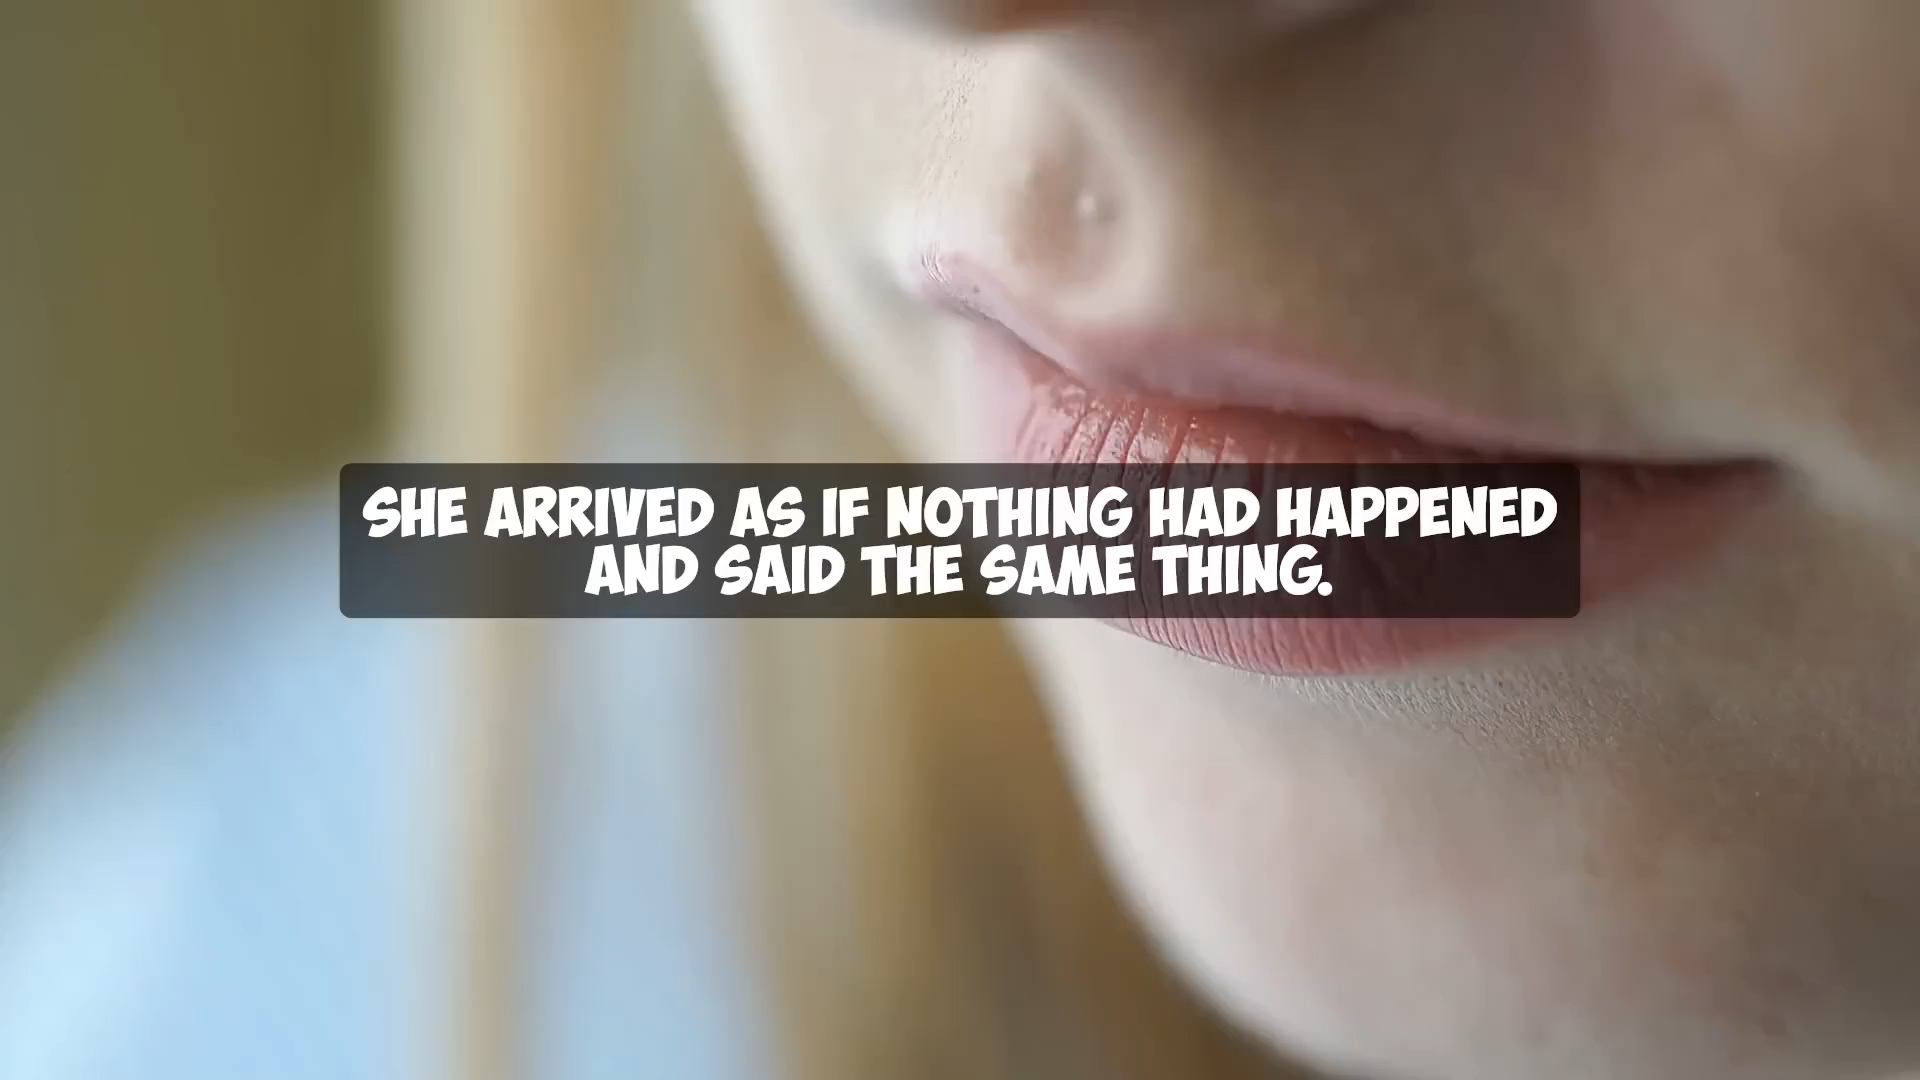 SHE ARRIVED AS IF NOTHING HAD HAPPENED
AND SAID THE SAME THING.